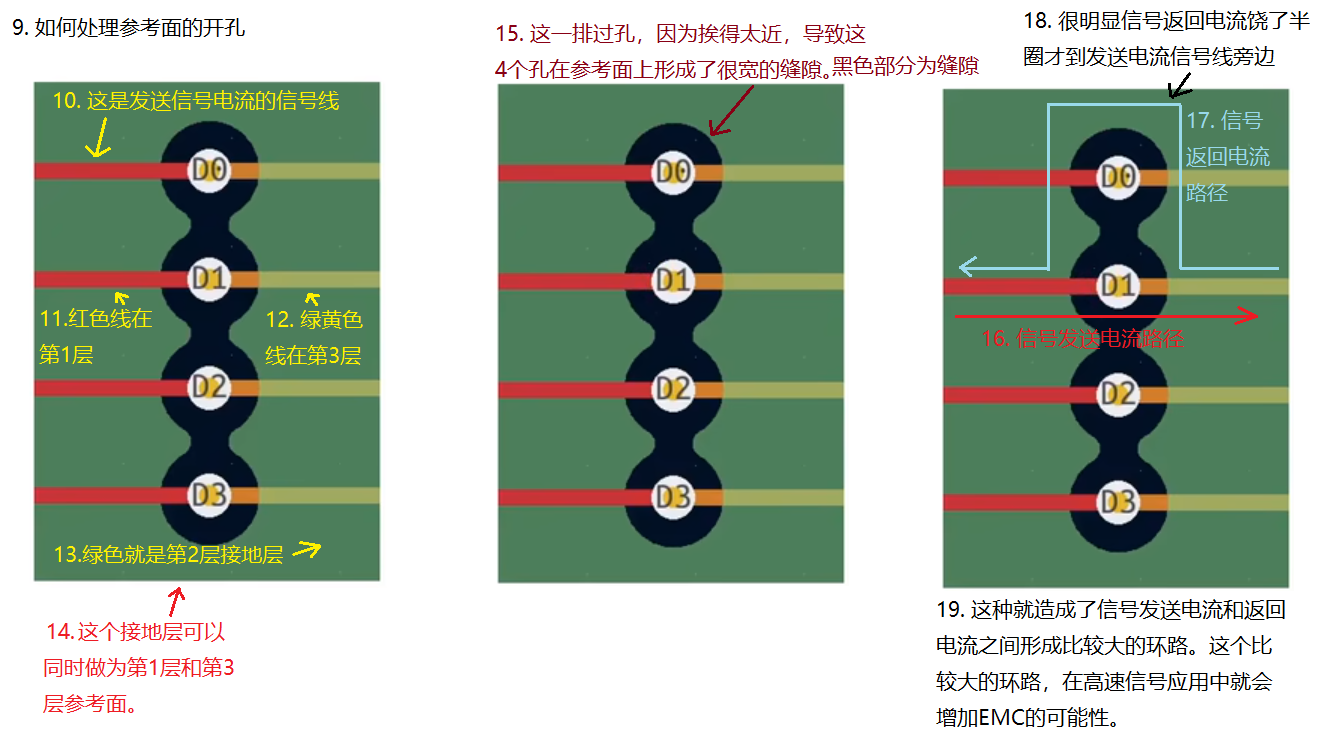 9. 如何处理参考面的开孔
10. 这是发送信号电流的信号线
D0
D1
11.红色线在
第1层
12. 绿黄色
线在第3层
D2
D3
13.绿色就是第2层接地层
14. 这个接地层可以
同时做为第1层和第3
层参考面。
15. 这一排过孔，因为挨得太近，导致这
4个孔在参考面上形成了很宽的缝隙。黑色部分为缝隙
D0
D1
D2
D3
18. 很明显信号返回电流饶了半
圈才到发送电流信号线旁边
17. 信号
返回电流
路径
D0
D1
16. 信号发送电流路径
D2
D3
19. 这种就造成了信号发送电流和返回
电流之间形成比较大的环路。这个比
较大的环路，在高速信号应用中就会
增加EMC的可能性。